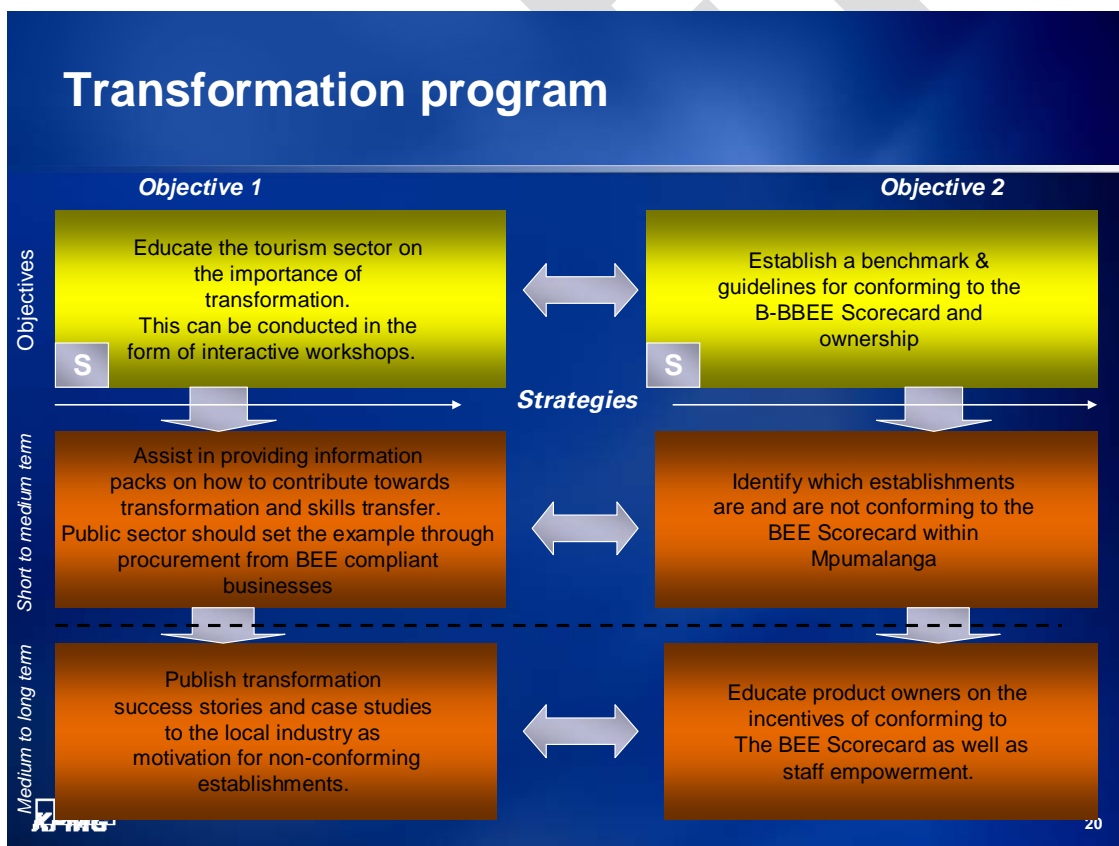 Transformation program
Objective 1
Objective 2
Objectives
Educate the tourism sector on
the importance of
transformation.
This can be conducted in the
form of interactive workshops.
S
Establish a benchmark &
guidelines for conforming to the
B-BBEE Scorecard and
ownership
S
Strategies
Short to medium term
Assist in providing information
packs on how to contribute towards
transformation and skills transfer.
Public sector should set the example through
procurement from BEE compliant
businesses
Identify which establishments
are and are not conforming to the
BEE Scorecard within
Mpumalanga
Medium to long term
Publish transformation
success stories and case studies
to the local industry as
motivation for non-conforming
establishments.
Educate product owners on the
incentives of conforming to
The BEE Scorecard as well as
staff empowerment.
KPMG
20